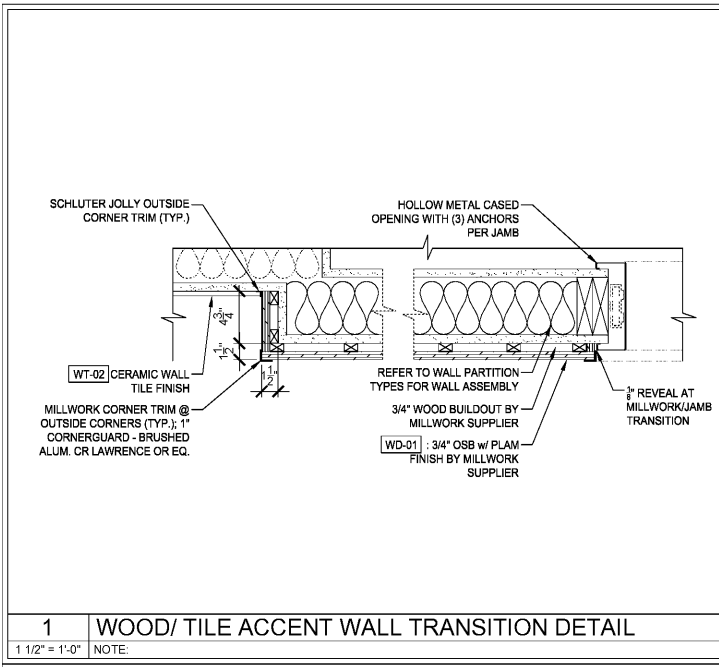 SCHLUTER JOLLY OUTSIDE
CORNER TRIM (TYP.)
HOLLOW METAL CASED
OPENING WITH (3) ANCHORS
PER JAMB
4 3/4"
1 1/2"
1 1/2"
WT-02 CERAMIC WALL
TILE FINISH
MILLWORK CORNER TRIM @
OUTSIDE CORNERS (TYP.); 1"
CORNERGUARD - BRUSHED
ALUM. CR LAWRENCE OR EQ.
REFER TO WALL PARTITION
TYPES FOR WALL ASSEMBLY
3/4" WOOD BUILDOUT BY
MILLWORK SUPPLIER
WD-01 : 3/4" OSB w/ PLAM
FINISH BY MILLWORK
SUPPLIER
1/8" REVEAL AT
MILLWORK/JAMB
TRANSITION
1 WOOD/ TILE ACCENT WALL TRANSITION DETAIL
1 1/2" = 1'-0" NOTE: